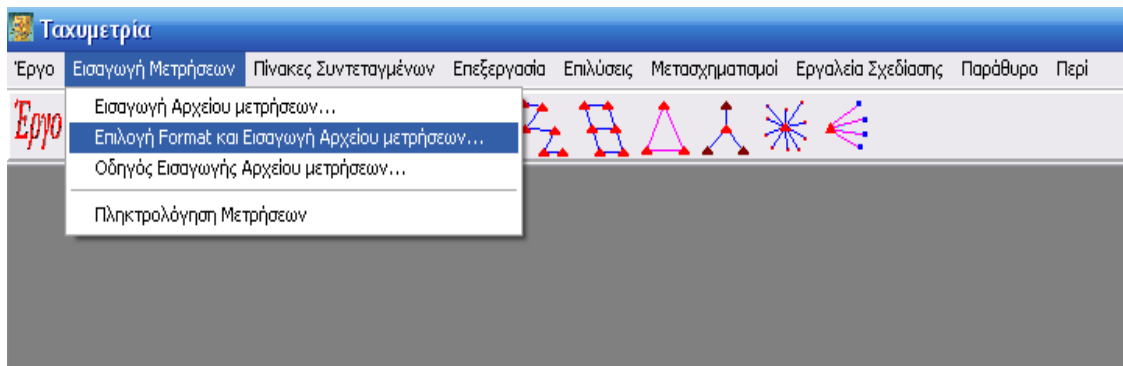 Ταχυμετρία
Έργο Εισαγωγή Μετρήσεων Πίνακες Συντεταγμένων Επεξεργασία Επιλύσεις Μετασχηματισμοί Εργαλεία Σχεδίασης Παράθυρο Περί
Έργο
Εισαγωγή Αρχείου μετρήσεων...
Επιλογή Format και Εισαγωγή Αρχείου μετρήσεων...
Οδηγός Εισαγωγής Αρχείου μετρήσεων...
Πληκτρολόγηση Μετρήσεων